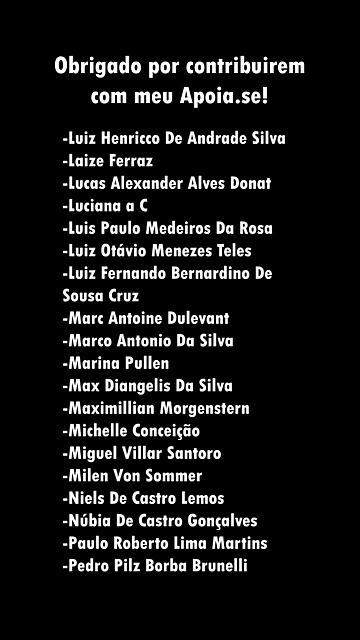 Obrigado por contribuirem
com meu Apoia.se!
-Luiz Henricco De Andrade Silva
-Laize Ferraz
-Lucas Alexander Alves Donat
-Luciana a C
-Luis Paulo Medeiros Da Rosa
-Luiz Otávio Menezes Teles
-Luiz Fernando Bernardino De
Sousa Cruz
-Marc Antoine Dulevant
-Marco Antonio Da Silva
-Marina Pullen
-Max Diangelis Da Silva
-Maximillian Morgenstern
-Michelle Conceição
-Miguel Villar Santoro
-Milen Von Sommer
-Niels De Castro Lemos
-Núbia De Castro Gonçalves
-Paulo Roberto Lima Martins
-Pedro Pilz Borba Brunelli